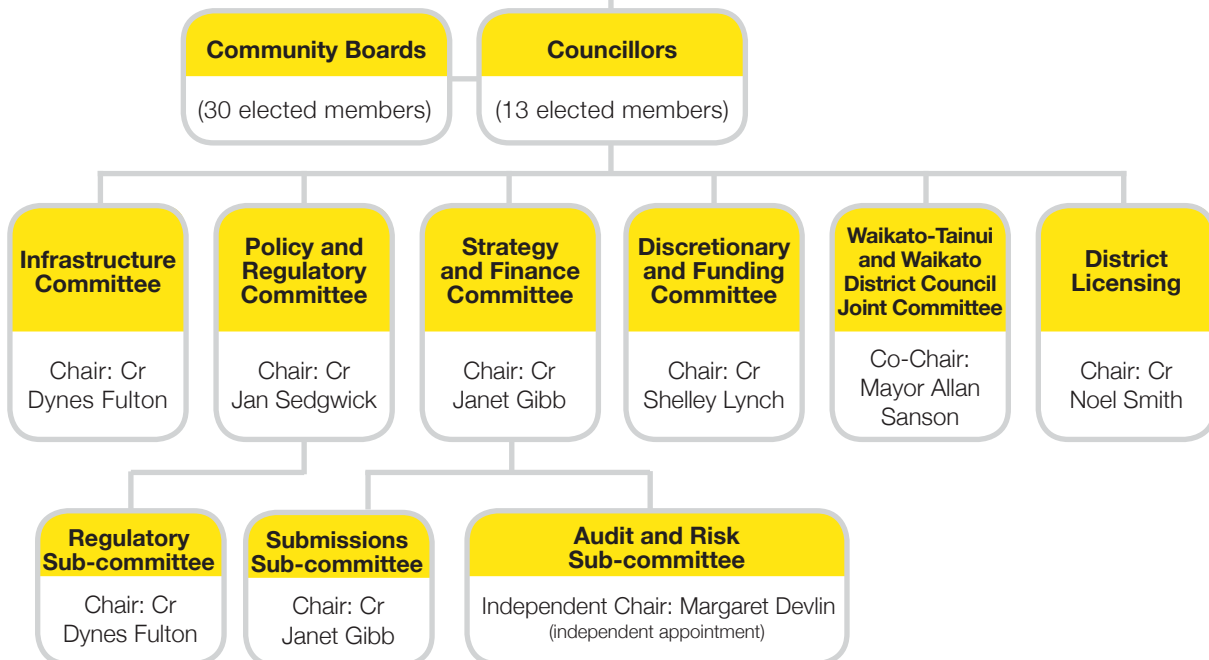 Community Boards
(30 elected members)
Councillors
(13 elected members)
Infrastructure
Committee
Chair: Cr
Dynes Fulton
Policy and
Regulatory
Committee
Chair: Cr
Jan Sedgwick
Strategy
and Finance
Committee
Chair: Cr
Janet Gibb
Discretionary
and Funding
Committee
Chair: Cr
Shelley Lynch
Waikato-Tainui
and Waikato
District Council
Joint Committee
Co-Chair:
Mayor Allan
Sanson
District
Licensing
Chair: Cr
Noel Smith
Regulatory
Sub-committee
Chair: Cr
Dynes Fulton
Submissions
Sub-committee
Chair: Cr
Janet Gibb
Audit and Risk
Sub-committee
Independent Chair: Margaret Devlin
(independent appointment)